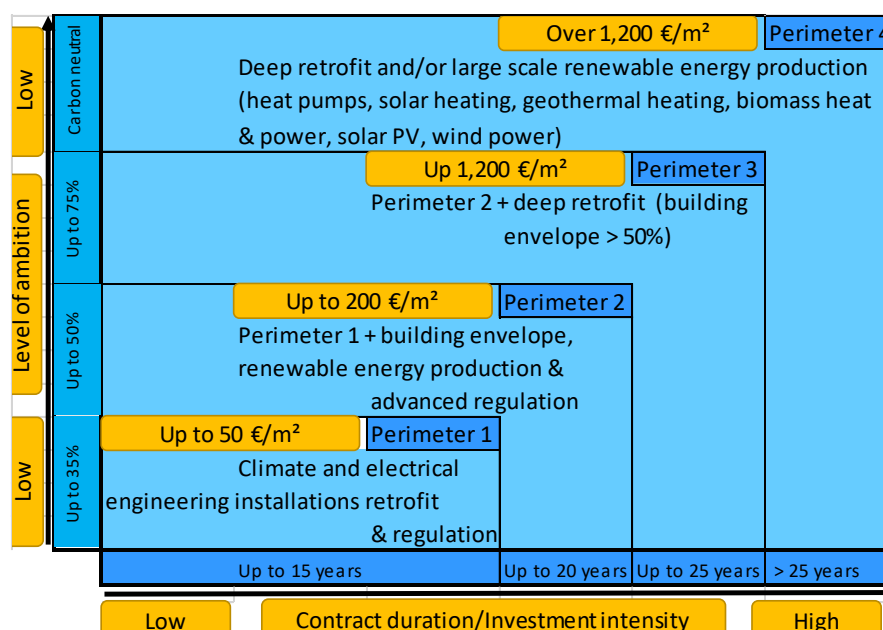 Over 1,200 €/m²
Perimeter 4
Deep retrofit and/or large scale renewable energy production
(heat pumps, solar heating, geothermal heating, biomass heat
& power, solar PV, wind power)
Low
Carbon neutral
Up 1,200 €/m²
Perimeter 3
Perimeter 2 + deep retrofit (building
envelope > 50%)
Level of ambition
Up to 75%
Up to 200 €/m²
Perimeter 2
Perimeter 1 + building envelope,
renewable energy production &
advanced regulation
Up to 50%
Up to 50 €/m²
Perimeter 1
Climate and electrical
engineering installations retrofit
& regulation
Low
Up to 35%
Up to 15 years
Up to 20 years
Up to 25 years
> 25 years
Low
Contract duration/Investment intensity
High